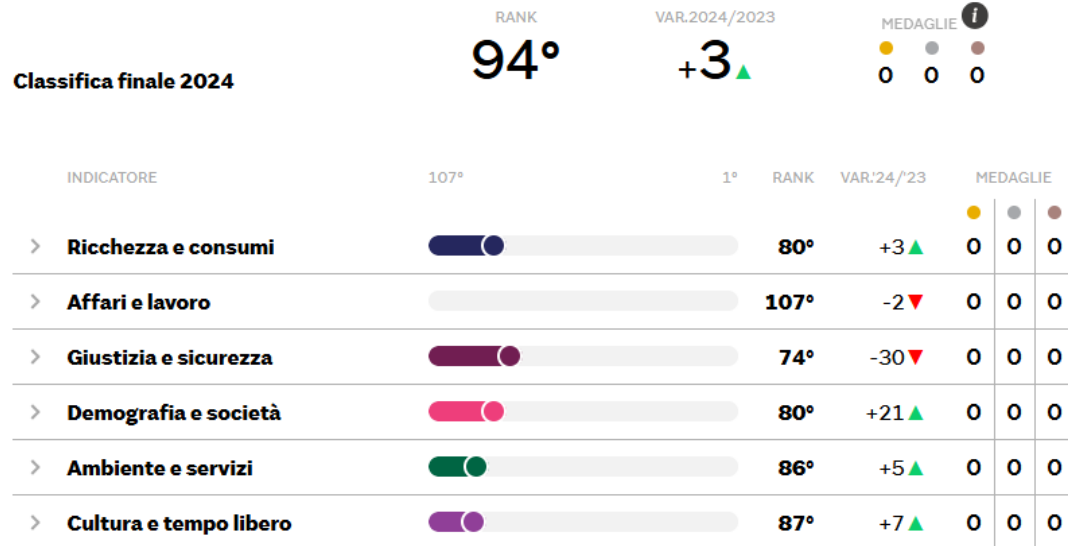 RANK VAR.2024/2023 MEDAGLIE i
Classifica finale 2024 94° +3 0 0 0
INDICATORE 107° 1° RANK VAR.'24/'23 MEDAGLIE
Ricchezza e consumi 80° +3 0 0 0
Affari e lavoro 107° -2 0 0 0
Giustizia e sicurezza 74° -30 0 0 0
Demografia e società 80° +21 0 0 0
Ambiente e servizi 86° +5 0 0 0
Cultura e tempo libero 87° +7 0 0 0